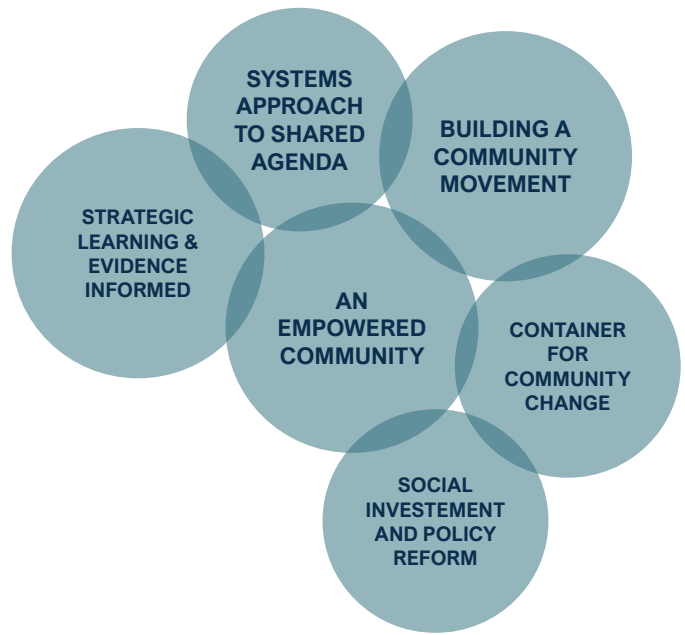 SYSTEMS
APPROACH
TO SHARED
AGENDA
BUILDING A
COMMUNITY
MOVEMENT
STRATEGIC
LEARNING &
EVIDENCE
INFORMED
AN
EMPOWERED
COMMUNITY
CONTAINER
FOR
COMMUNITY
CHANGE
SOCIAL
INVESTEMENT
AND POLICY
REFORM